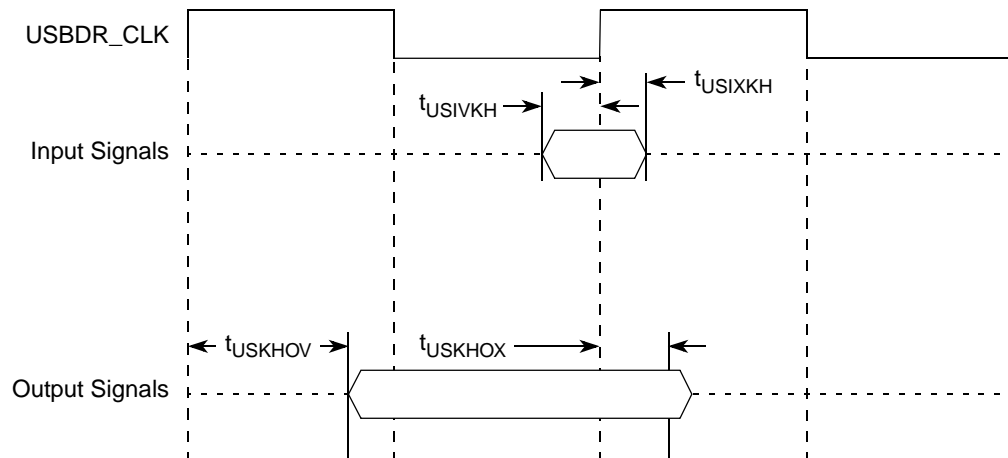 USBDR_CLK
tUSIXKH
tUSIVKH
Input Signals
tUSKHOV
tUSKHOX
Output Signals